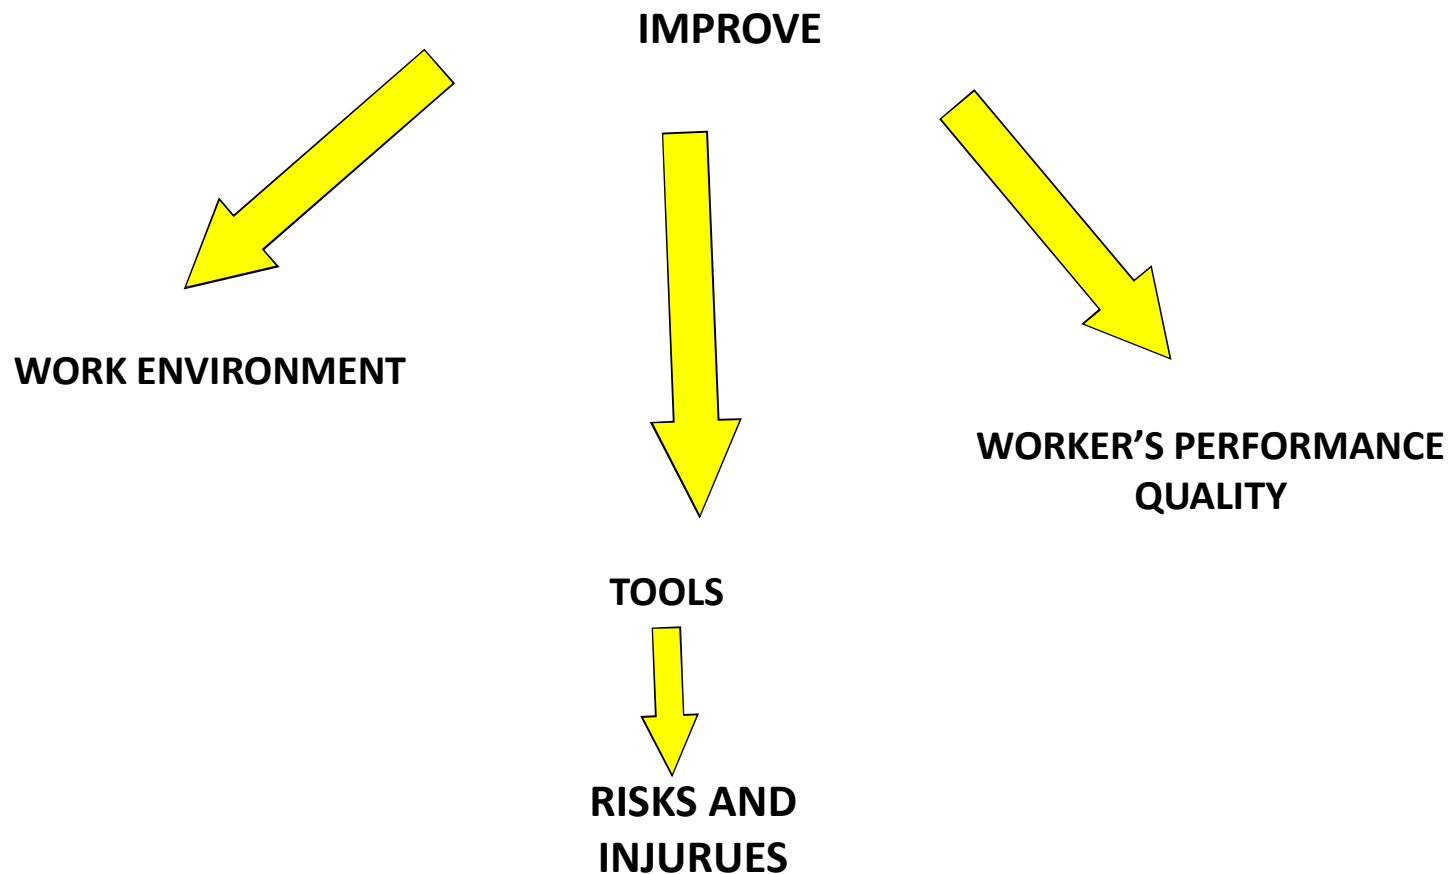 IMPROVE
WORK ENVIRONMENT
WORKER’S PERFORMANCE
QUALITY
TOOLS
RISKS AND
INJURUES